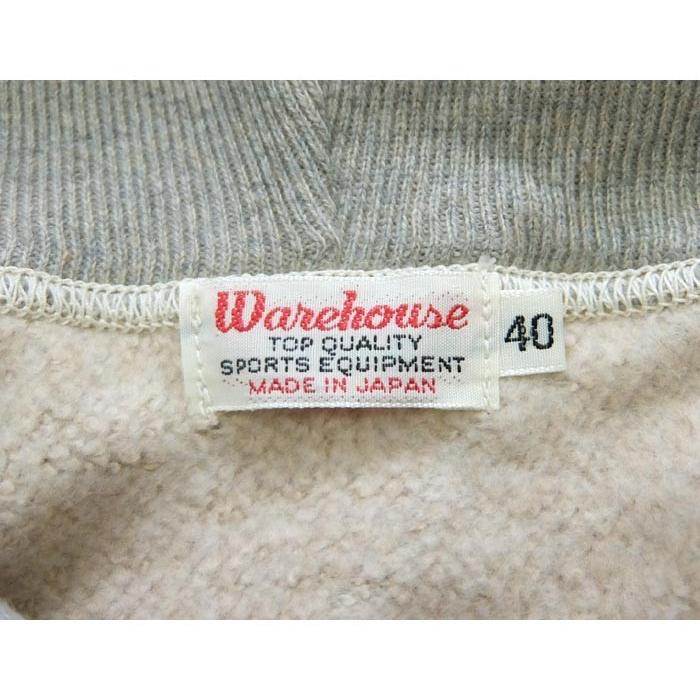 Warehouse
TOP QUALITY
SPORTS EQUIPMENT
MADE IN JAPAN
40